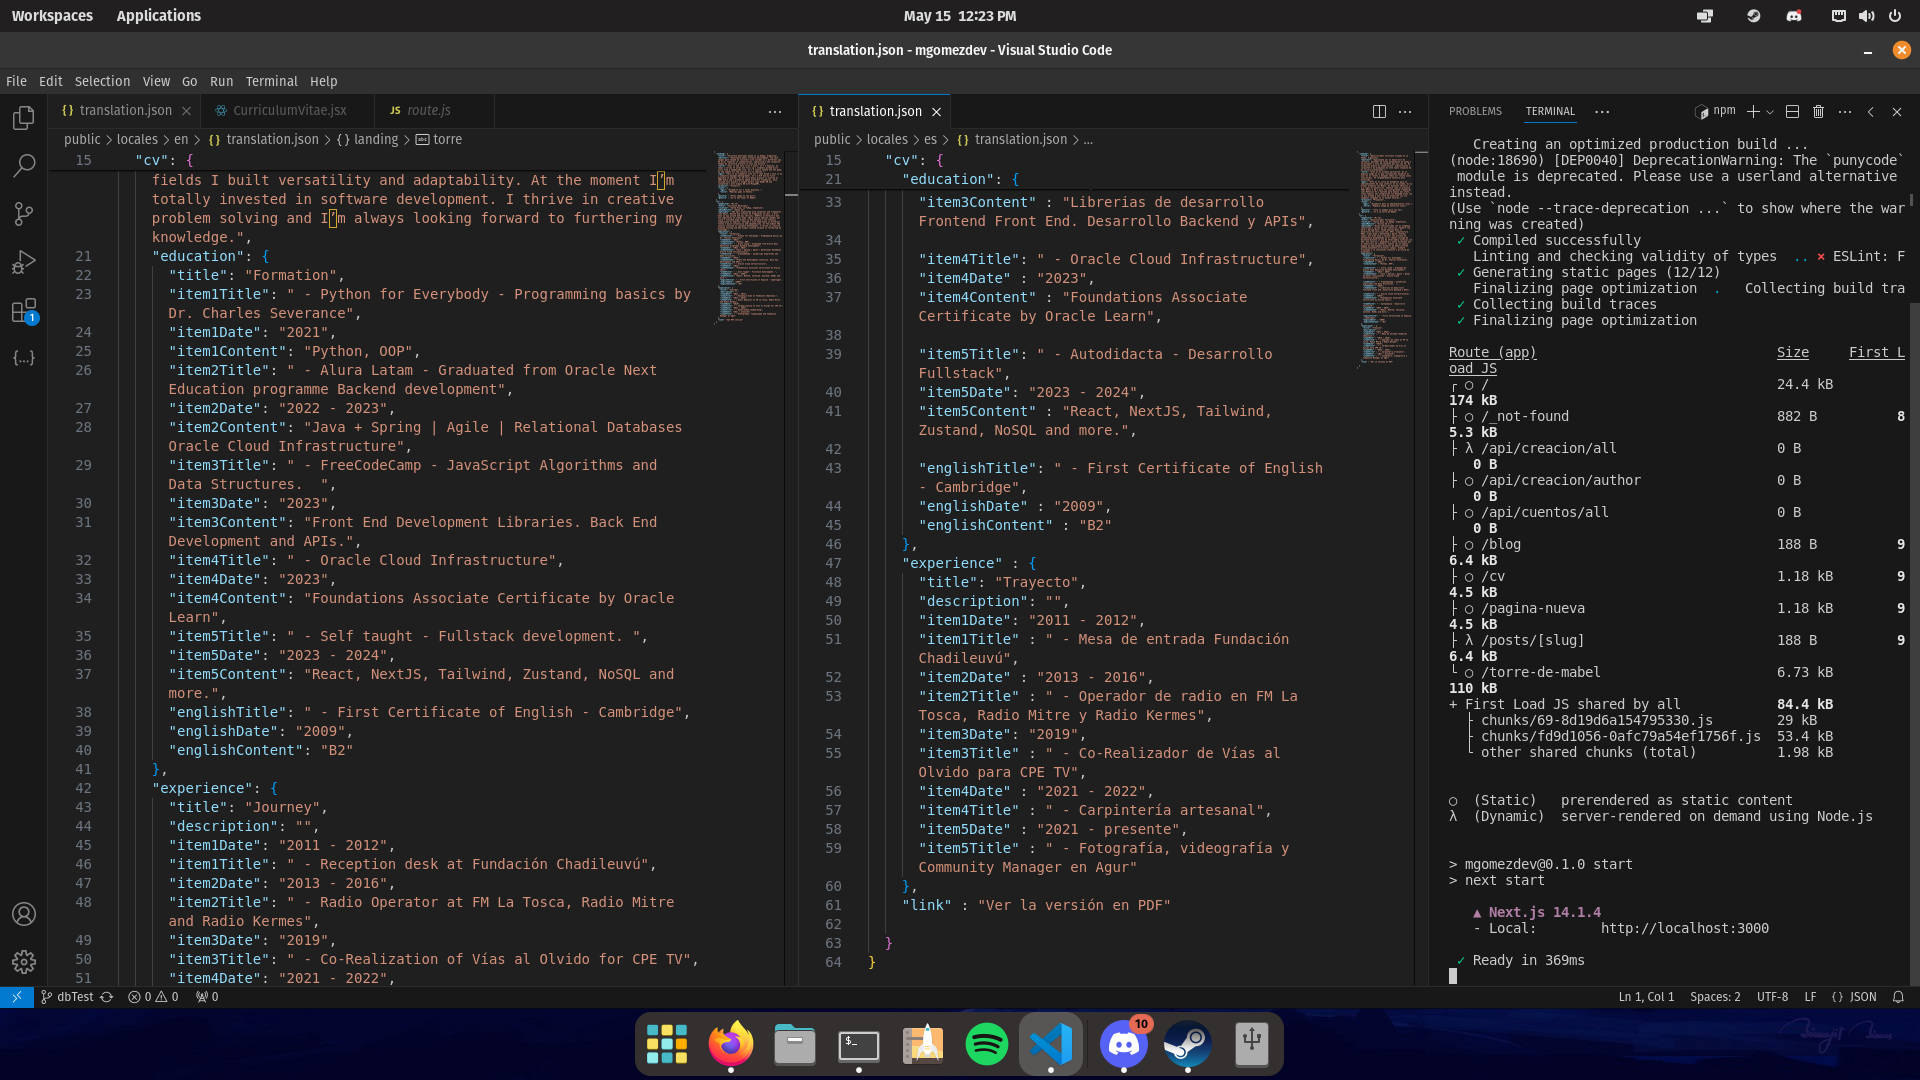 Workspaces Applications
May 15 12:23 PM
translation.json - mgomezdev - Visual Studio Code
File Edit Selection View Go Run Terminal Help
{} translation.json CurriculumVitae.jsx JS route.js
public > locales > en > {} translation.json > {} landing > torre
15 "cv": {
fields I built versatility and adaptability. At the moment I’m
totally invested in software development. I thrive in creative
problem solving and I’m always looking forward to furthering my
knowledge.",
21 "education": {
22 "title": "Formation",
23 "item1Title": " - Python for Everybody - Programming basics by
Dr. Charles Severance",
24 "item1Date": "2021",
25 "item1Content": "Python, OOP",
26 "item2Title": " - Alura Latam - Graduated from Oracle Next
Education programme Backend development",
27 "item2Date": "2022 - 2023",
28 "item2Content": "Java + Spring | Agile | Relational Databases
Oracle Cloud Infrastructure",
29 "item3Title": " - FreeCodeCamp - JavaScript Algorithms and
Data Structures.  ",
30 "item3Date": "2023",
31 "item3Content": "Front End Development Libraries. Back End
Development and APIs.",
32 "item4Title": " - Oracle Cloud Infrastructure",
33 "item4Date": "2023",
34 "item4Content": "Foundations Associate Certificate by Oracle
Learn",
35 "item5Title": " - Self taught - Fullstack development. ",
36 "item5Date": "2023 - 2024",
37 "item5Content": "React, NextJS, Tailwind, Zustand, NoSQL and
more.",
38 "englishTitle": " - First Certificate of English - Cambridge",
39 "englishDate": "2009",
40 "englishContent": "B2"
41 },
42 "experience": {
43 "title": "Journey",
44 "description": "",
45 "item1Date": "2011 - 2012",
46 "item1Title": " - Reception desk at Fundación Chadileuvú",
47 "item2Date": "2013 - 2016",
48 "item2Title": " - Radio Operator at FM La Tosca, Radio Mitre
and Radio Kermes",
49 "item3Date": "2019",
50 "item3Title": " - Co-Realization of Vías al Olvido for CPE TV",
51 "item4Date": "2021 - 2022",
{} translation.json
public > locales > es > {} translation.json > ...
15 "cv": {
21 "education": {
33 "item3Content" : "Librerias de desarrollo
Frontend Front End. Desarrollo Backend y APIs",
34
35 "item4Title": " - Oracle Cloud Infrastructure",
36 "item4Date" : "2023",
37 "item4Content" : "Foundations Associate
Certificate by Oracle Learn",
38
39 "item5Title": " - Autodidacta - Desarrollo
Fullstack",
40 "item5Date": "2023 - 2024",
41 "item5Content" : "React, NextJS, Tailwind,
Zustand, NoSQL and more.",
42
43 "englishTitle": " - First Certificate of English
- Cambridge",
44 "englishDate" : "2009",
45 "englishContent" : "B2"
46 },
47 "experience" : {
48 "title": "Trayecto",
49 "description": "",
50 "item1Date": "2011 - 2012",
51 "item1Title" : " - Mesa de entrada Fundación
Chadileuvú",
52 "item2Date" : "2013 - 2016",
53 "item2Title" : " - Operador de radio en FM La
Tosca, Radio Mitre y Radio Kermes",
54 "item3Date": "2019",
55 "item3Title" : " - Co-Realizador de Vías al
Olvido para CPE TV",
56 "item4Date" : "2021 - 2022",
57 "item4Title" : " - Carpintería artesanal",
58 "item5Date" : "2021 - presente",
59 "item5Title" : " - Fotografía, videografía y
Community Manager en Agur"
60 },
61 "link" : "Ver la versión en PDF"
62
63 }
64 }
PROBLEMS TERMINAL ... npm
Creating an optimized production build ...
(node:18690) [DEP0040] DeprecationWarning: The `punycode`
module is deprecated. Please use a userland alternative
instead.
(Use `node --trace-deprecation ...` to show where the war
ning was created)
✓ Compiled successfully
Linting and checking validity of types .. × ESLint: F
✓ Generating static pages (12/12)
Finalizing page optimization . Collecting build tra
✓ Collecting build traces
✓ Finalizing page optimization
Route (app) Size First L
oad JS
┌ ○ / 24.4 kB
174 kB
├ ○ /_not-found 882 B 8
5.3 kB
├ λ /api/creacion/all 0 B
0 B
├ ○ /api/creacion/author 0 B
0 B
├ ○ /api/cuentos/all 0 B
0 B
├ ○ /blog 188 B 9
6.4 kB
├ ○ /cv 1.18 kB 9
4.5 kB
├ ○ /pagina-nueva 1.18 kB 9
4.5 kB
├ λ /posts/[slug] 188 B 9
6.4 kB
└ ○ /torre-de-mabel 6.73 kB
110 kB
+ First Load JS shared by all 84.4 kB
├ chunks/69-8d19d6a154795330.js 29 kB
├ chunks/fd9d1056-0afc79a54ef1756f.js 53.4 kB
└ other shared chunks (total) 1.98 kB
○ (Static) prerendered as static content
λ (Dynamic) server-rendered on demand using Node.js
> mgomezdev@0.1.0 start
> next start
▲ Next.js 14.1.4
- Local: http://localhost:3000
✓ Ready in 369ms
1
dbTest 0 0 0
Ln 1, Col 1 Spaces: 2 UTF-8 LF {} JSON
$_
10